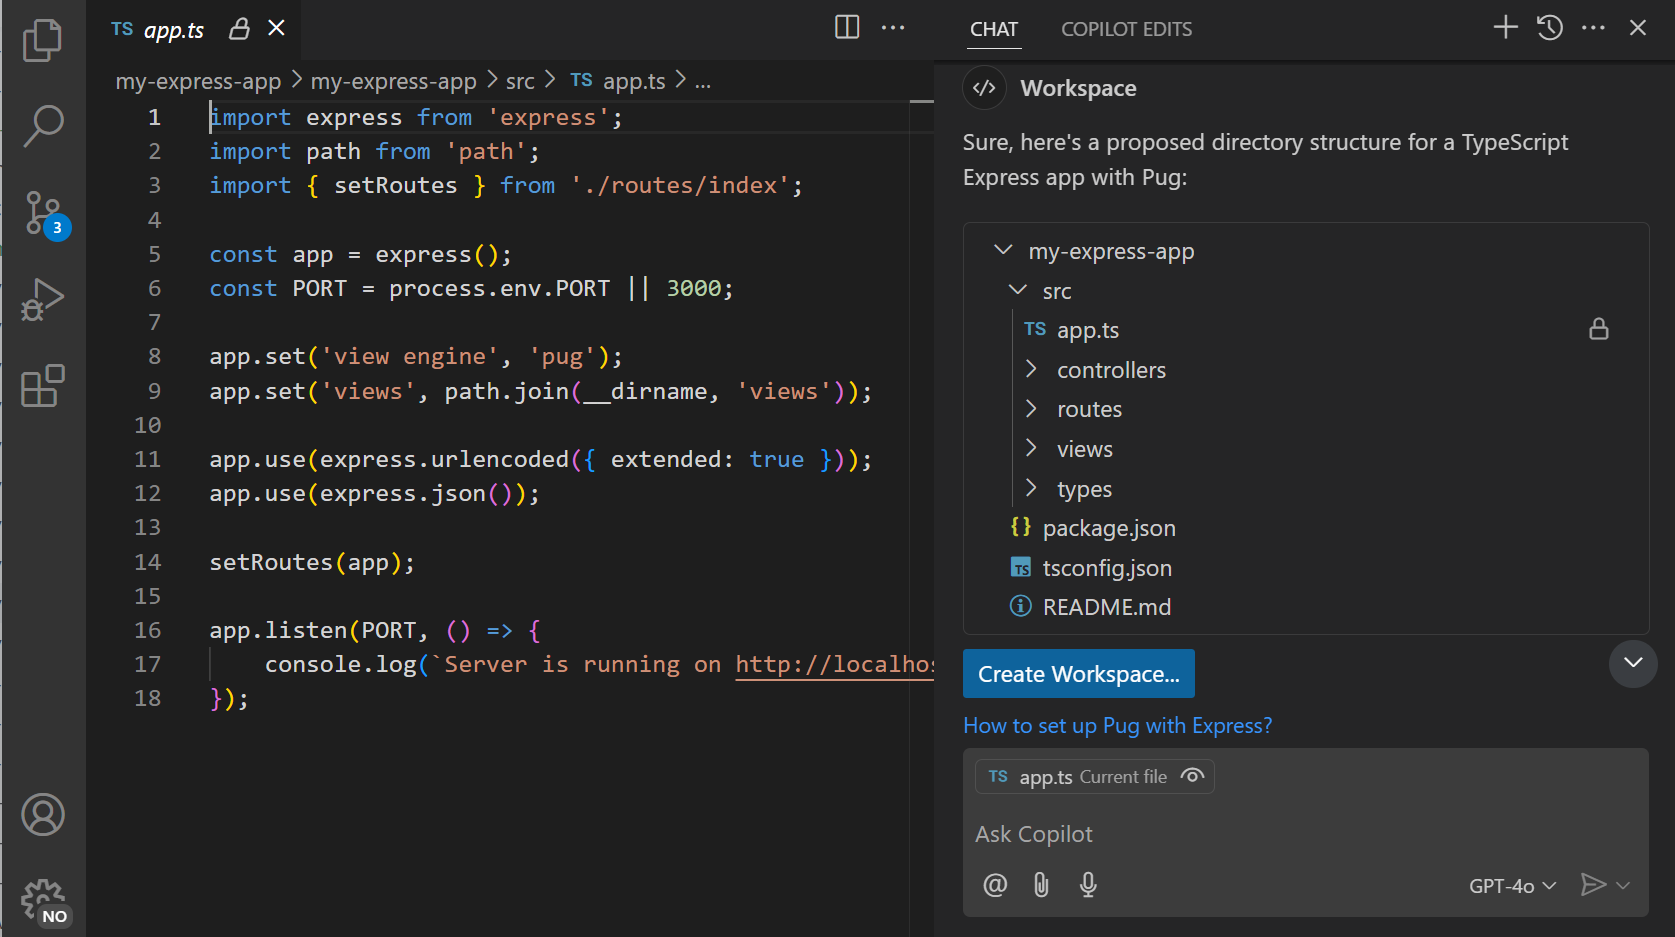 TS app.ts
my-express-app > my-express-app > src > TS app.ts > ...
1 import express from 'express';
2 import path from 'path';
3 import { setRoutes } from './routes/index';
4
5 const app = express();
6 const PORT = process.env.PORT || 3000;
7
8 app.set('view engine', 'pug');
9 app.set('views', path.join(__dirname, 'views'));
10
11 app.use(express.urlencoded({ extended: true }));
12 app.use(express.json());
13
14 setRoutes(app);
15
16 app.listen(PORT, () => {
17     console.log(`Server is running on http://localhos
18 });
3
NO
CHAT COPILOT EDITS
Workspace
Sure, here's a proposed directory structure for a TypeScript
Express app with Pug:
my-express-app
src
TS app.ts
controllers
routes
views
types
{} package.json
TS tsconfig.json
README.md
Create Workspace...
How to set up Pug with Express?
TS app.ts Current file
Ask Copilot
@ GPT-4o